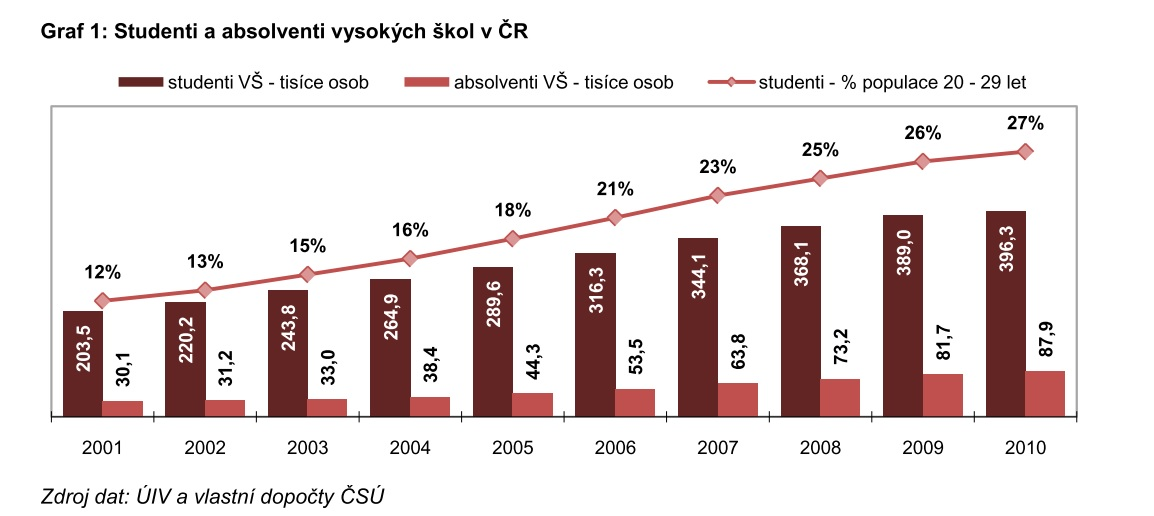 Graf 1: Studenti a absolventi vysokých škol v ČR
studenti VŠ - tisíce osob absolventi VŠ - tisíce osob studenti - % populace 20 - 29 let
12% 13% 15% 16% 18% 21% 23% 25% 26% 27%
203,5 30,1 220,2 31,2 243,8 33,0 264,9 38,4 289,6 44,3 316,3 53,5 344,1 63,8 368,1 73,2 389,0 81,7 396,3 87,9
2001 2002 2003 2004 2005 2006 2007 2008 2009 2010
Zdroj dat: ÚIV a vlastní dopočty ČSÚ